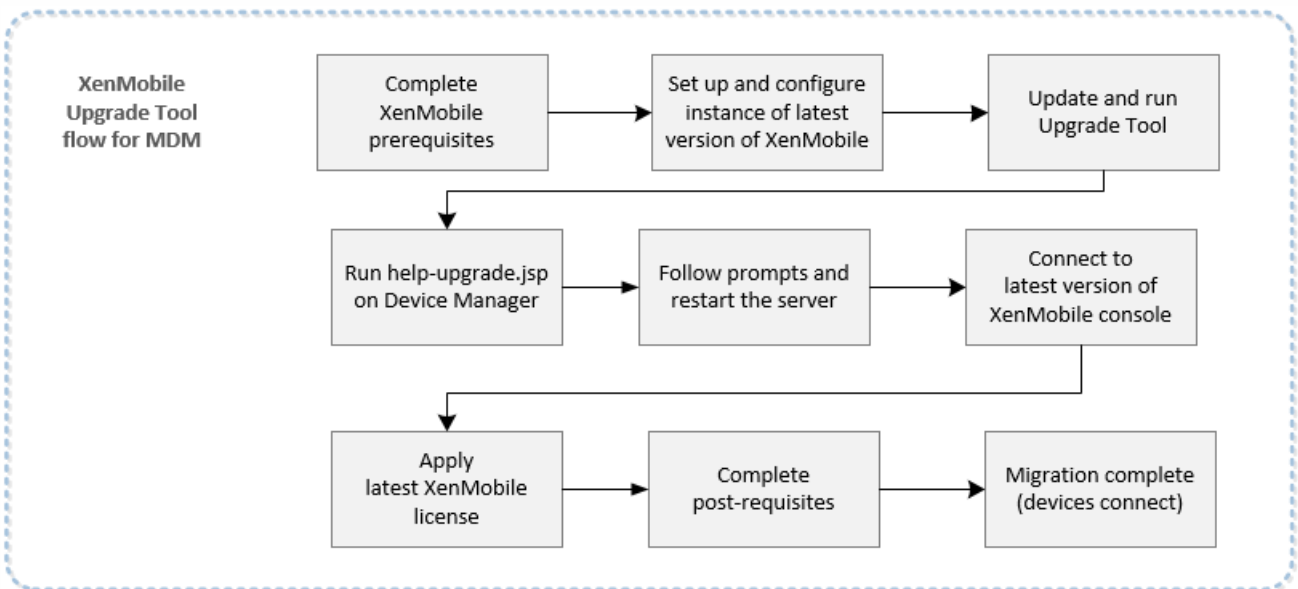 XenMobile
Upgrade Tool
flow for MDM
Complete
XenMobile
prerequisites
Set up and configure
instance of latest
version of XenMobile
Update and run
Upgrade Tool
Run help-upgrade.jsp
on Device Manager
Follow prompts and
restart the server
Connect to
latest version of
XenMobile console
Apply
latest XenMobile
license
Complete
post-requisites
Migration complete
(devices connect)